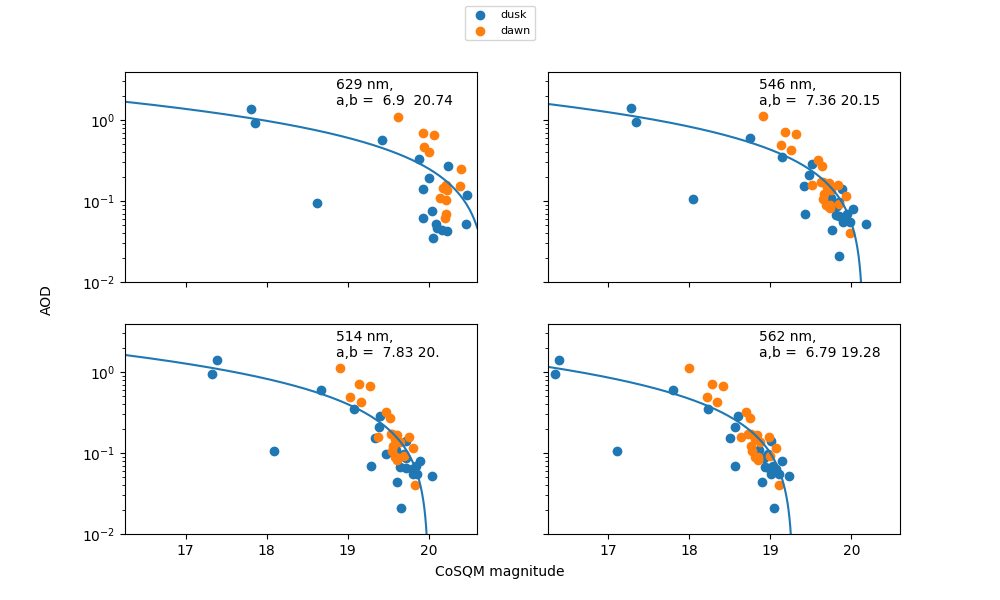 dusk
dawn
629 nm,
a,b =  6.9  20.74
546 nm,
a,b =  7.36 20.15
10⁰
10⁻¹
10⁻²
AOD
514 nm,
a,b =  7.83 20.
562 nm,
a,b =  6.79 19.28
10⁰
10⁻¹
10⁻²
17 18 19 20 17 18 19 20
CoSQM magnitude